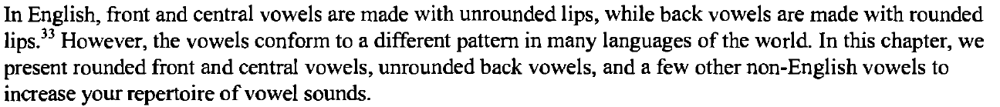 In English, front and central vowels are made with unrounded lips, while back vowels are made with rounded
lips.³³ However, the vowels conform to a different pattern in many languages of the world. In this chapter, we
present rounded front and central vowels, unrounded back vowels, and a few other non-English vowels to
increase your repertoire of vowel sounds.